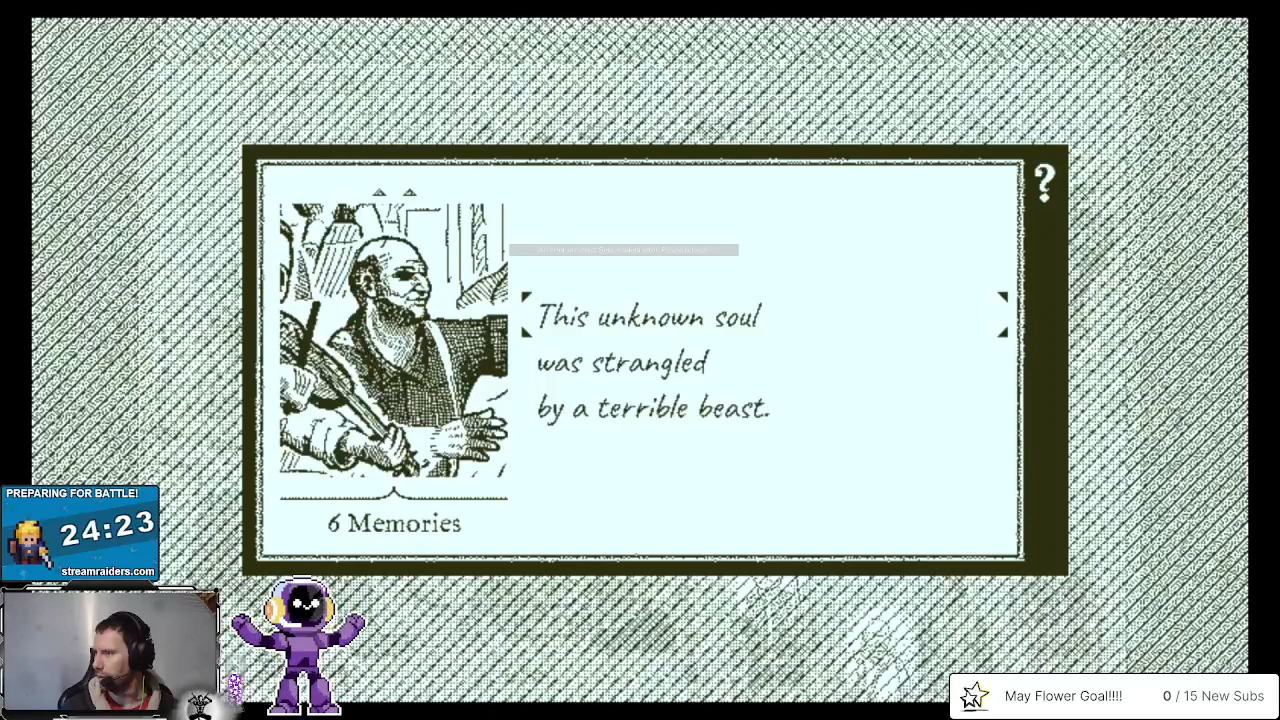 ?
This unknown soul
was strangled
by a terrible beast.
6 Memories
PREPARING FOR BATTLE!
24:23
streamraiders.com
May Flower Goal!!!! 0 / 15 New Subs